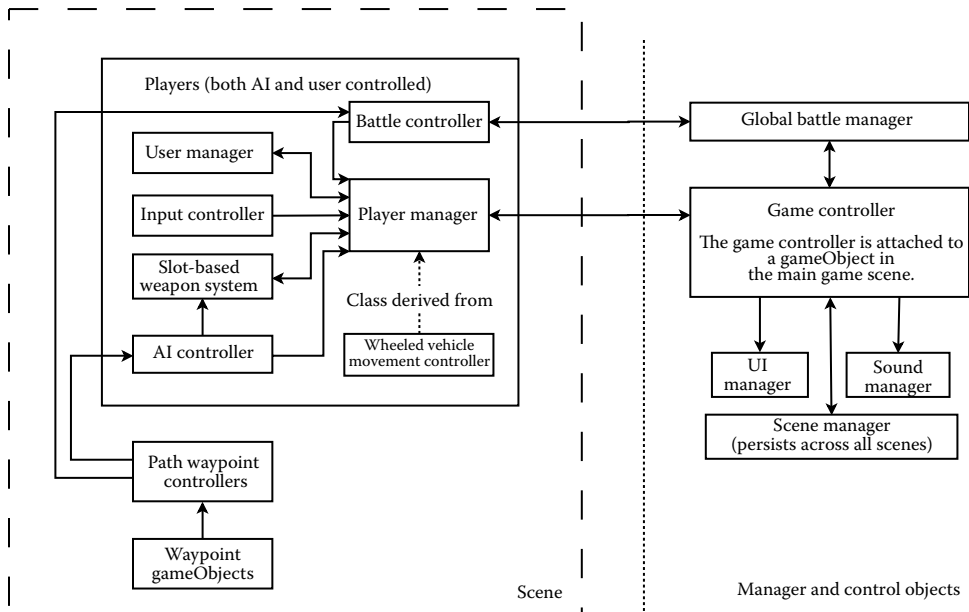 Players (both AI and user controlled)
Battle controller
User manager
Input controller
Player manager
Slot-based
weapon system
Class derived from
AI controller
Wheeled vehicle
movement controller
Path waypoint
controllers
Waypoint
gameObjects
Scene
Global battle manager
Game controller
The game controller is attached to
a gameObject in
the main game scene.
UI
manager
Sound
manager
Scene manager
(persists across all scenes)
Manager and control objects